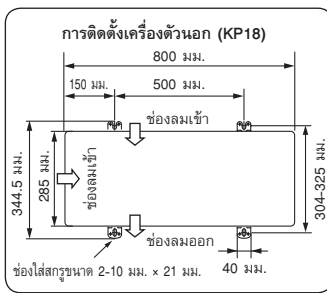 การติดตั้งเครื่องตัวนอก (KP18)
800 มม.
150 มม.
500 มม.
ช่องลมเข้า
344.5 มม.
285 มม.
ช่องลมเข้า
304-325 มม.
ช่องลมออก
ช่องใส่สกรูขนาด 2-10 มม. × 21 มม.
40 มม.